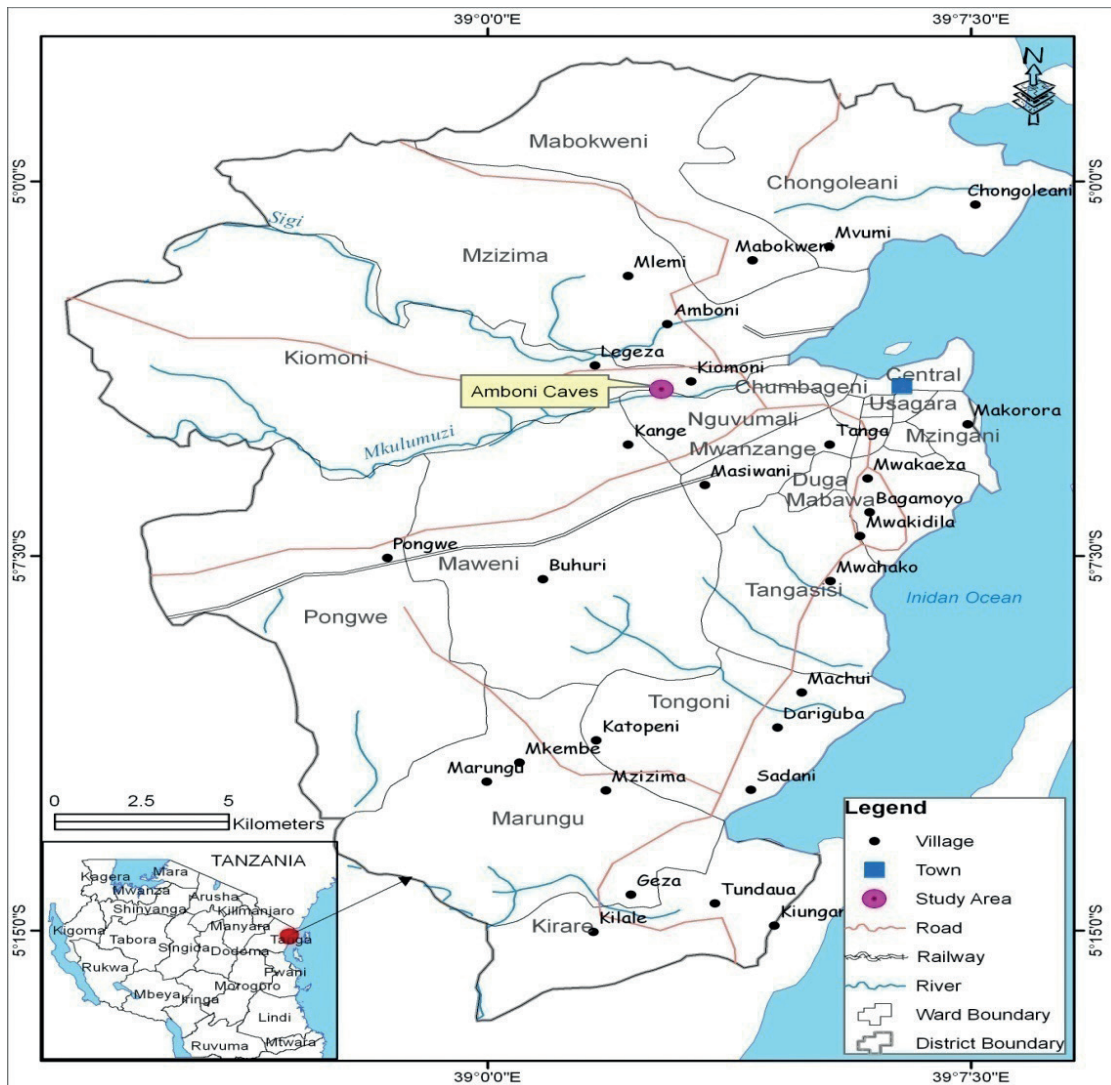 39°0'0"E
39°7'30"E
N
Mabokweni
Chongoleani
5°0'0"S
5°0'0"S
Chongoleani
Sigi
Mvumi
Mabokweni
Mzizima
Mlemi
Amboni
Kiomoni
Legeza
Kiomoni
Central
Chumbageni
Amboni Caves
Usagara
Makorora
Nguvumali
Mkulumuzi
Kange
Tanga
Mzingani
Mwanzange
Masiwani
Duga
Mwakaeza
Mabawa
Bagamoyo
Mwakidila
5°7'30"S
5°7'30"S
Pongwe
Maweni
Buhuri
Mwahako
Tangasisi
Inidan Ocean
Pongwe
Machui
Tongoni
Dariguba
Katopeni
Mkembe
Marungu
Mzizima
Sadani
0 2.5 5
Kilometers
Marungu
Geza
Tundaua
Kirare
Kilale
Kiungar
5°15'0"S
5°15'0"S
Legend
Village
Town
Study Area
Road
Railway
River
Ward Boundary
District Boundary
TANZANIA
Kagera
Mara
Mwanza
Arusha
Shinyanga
Kilimanjaro
Kigoma
Manyara
Tabora
Tanga
Singida
Dodoma
Rukwa
Pwani
Morogoro
Mbeya
Iringa
Lindi
Ruvuma
Mtwara
39°0'0"E
39°7'30"E